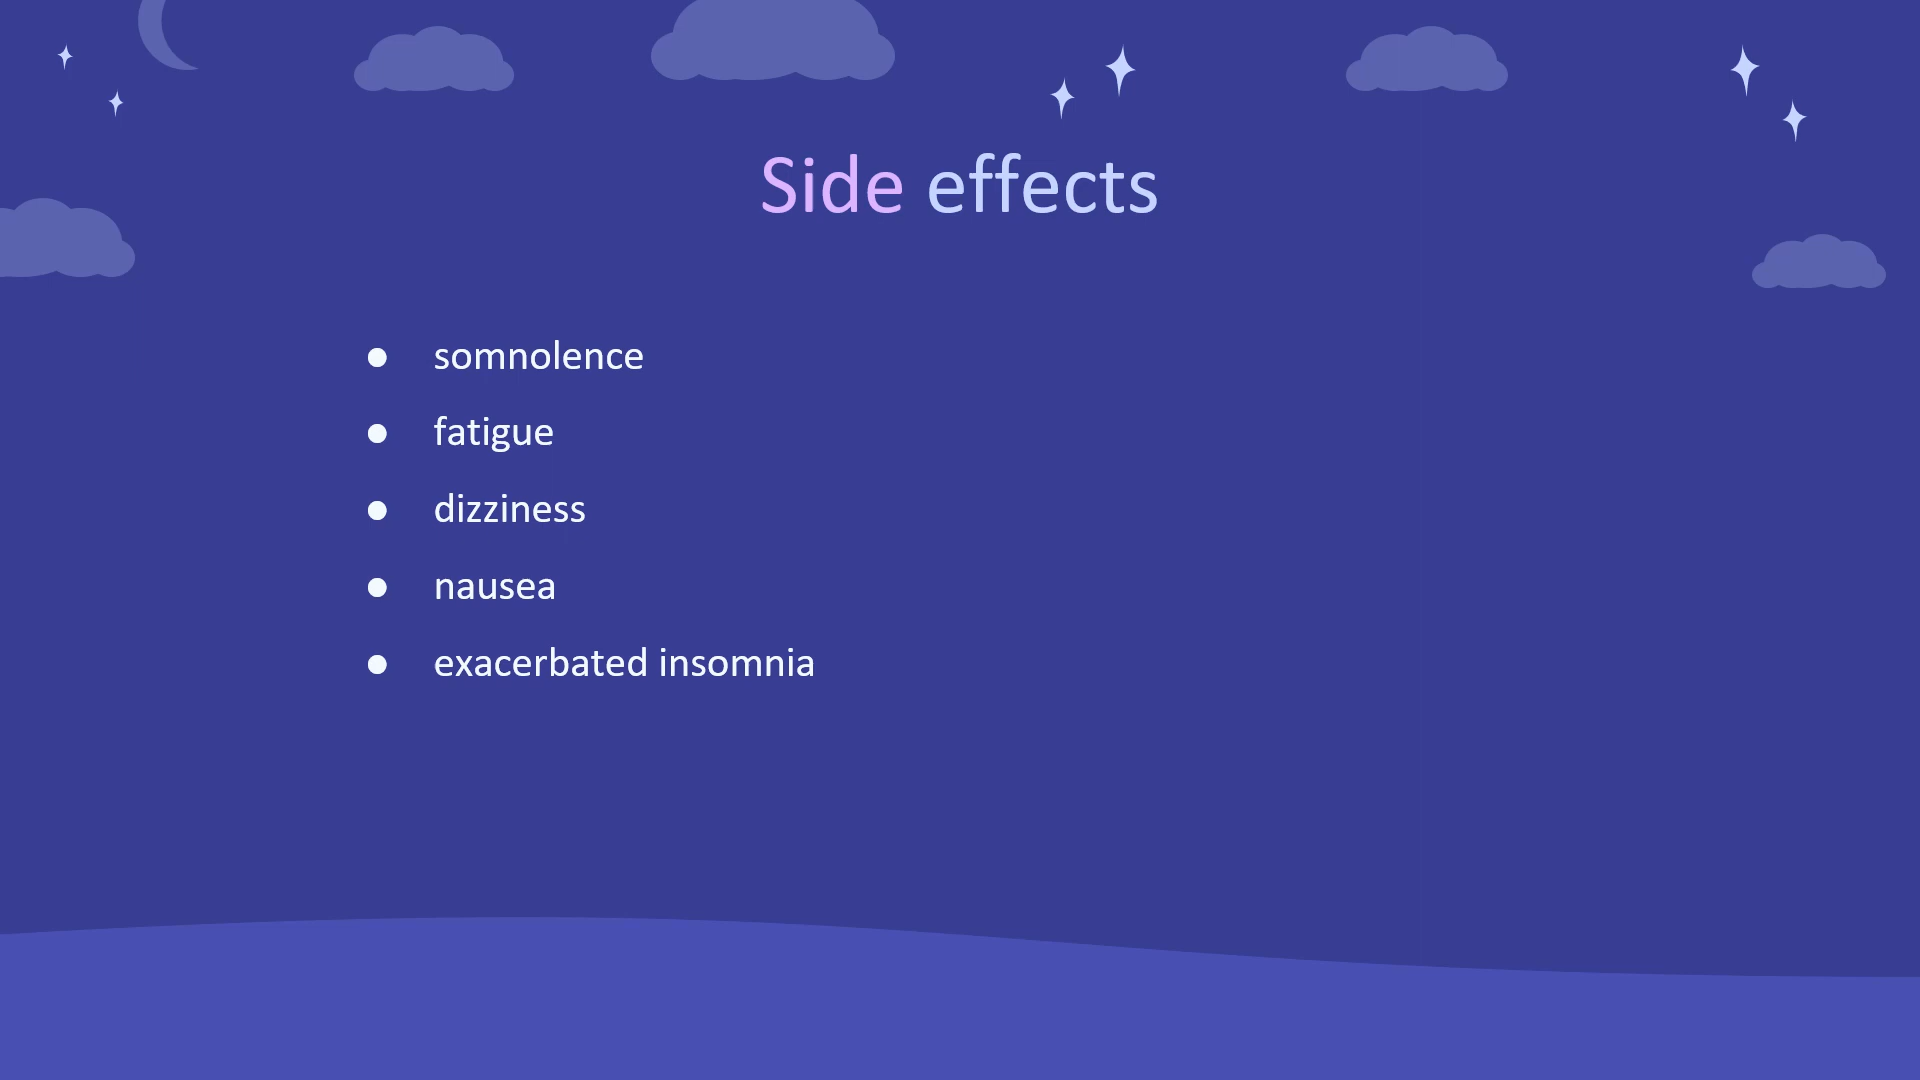 Side effects
● somnolence
● fatigue
● dizziness
● nausea
● exacerbated insomnia